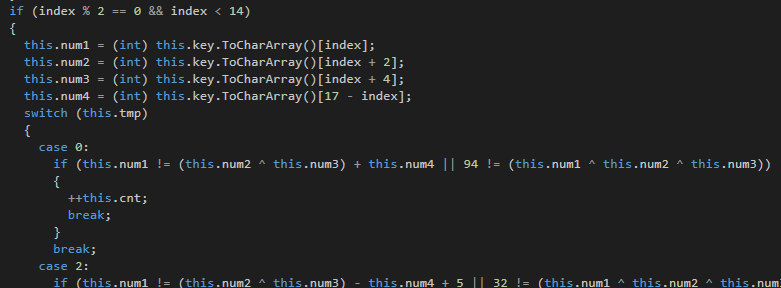 if (index % 2 == 0 && index < 14)
{
this.num1 = (int) this.key.ToCharArray()[index];
this.num2 = (int) this.key.ToCharArray()[index + 2];
this.num3 = (int) this.key.ToCharArray()[index + 4];
this.num4 = (int) this.key.ToCharArray()[17 - index];
switch (this.tmp)
{
case 0:
if (this.num1 != (this.num2 ^ this.num3) + this.num4 || 94 != (this.num1 ^ this.num2 ^ this.num3))
{
++this.cnt;
break;
}
break;
case 2:
if (this.num1 != (this.num2 ^ this.num3) - this.num4 + 5 || 32 != (this.num1 ^ this.num2 ^ this.num